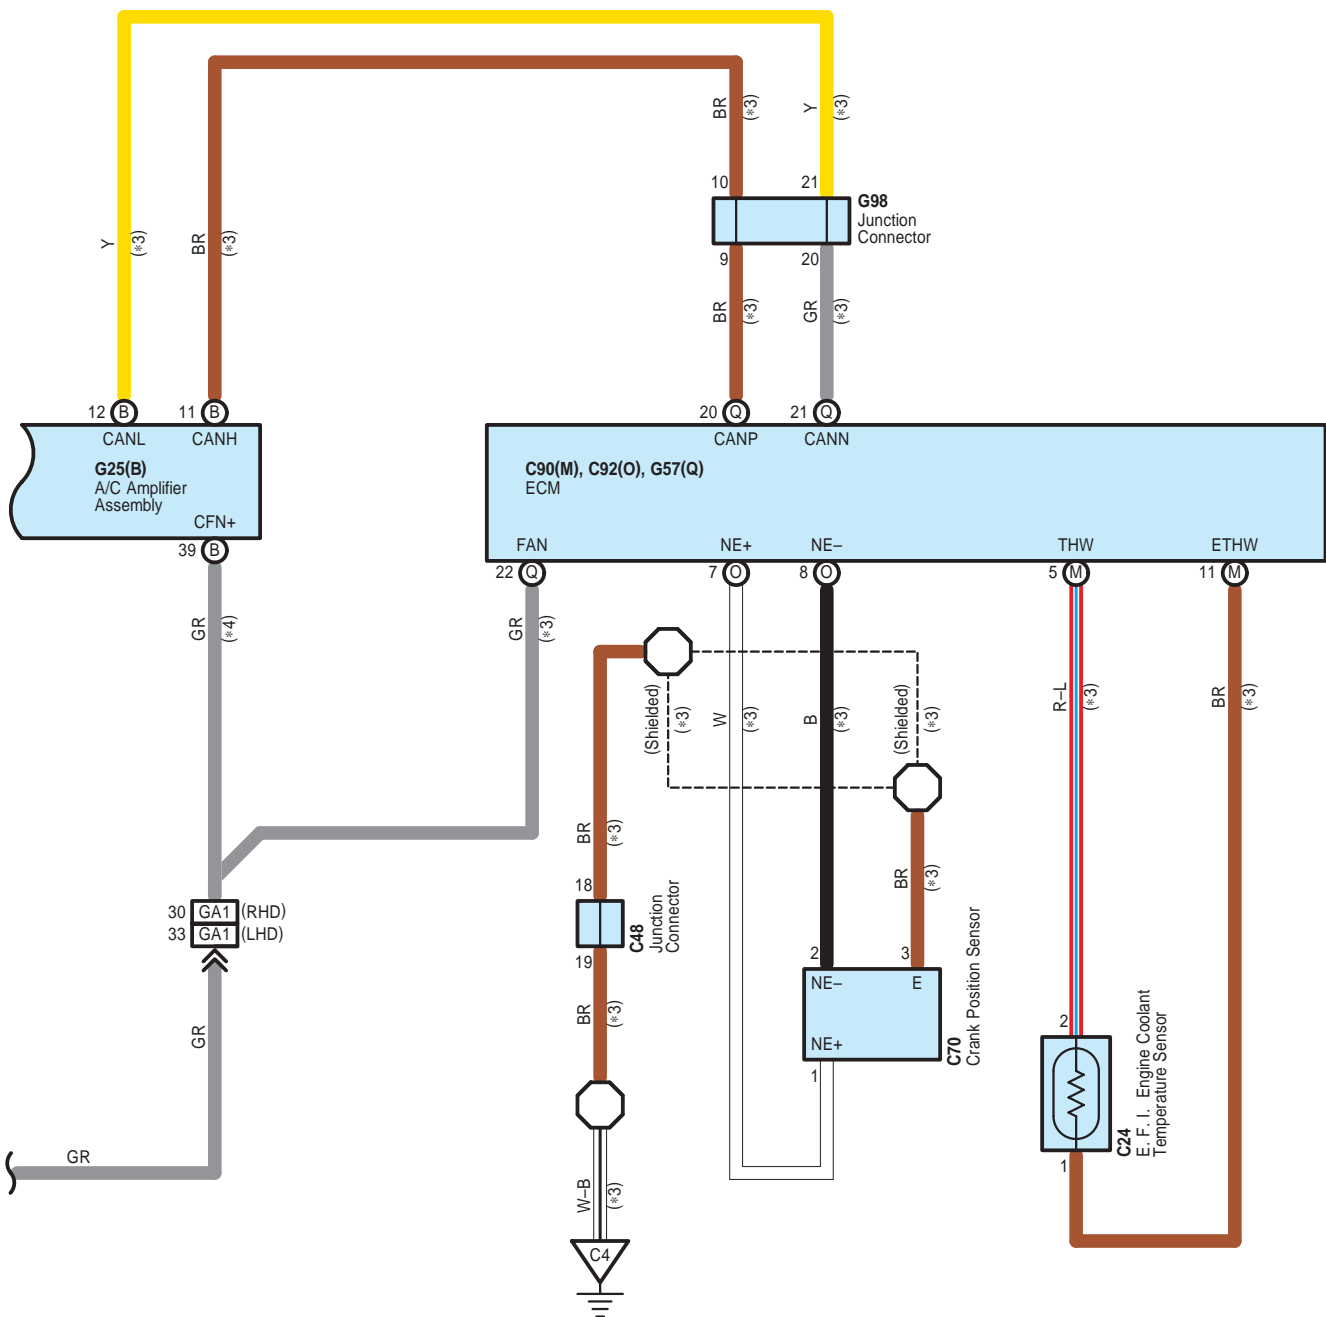 BR
(∗3)
Y
(∗3)
10
21
G98
Junction
Connector
9
20
Y
(∗3)
BR
(∗3)
BR
(∗3)
GR
(∗3)
12
B
11
B
20
Q
21
Q
CANL
CANH
CANP
CANN
G25(B)
A/C Amplifier
Assembly
CFN+
C90(M), C92(O), G57(Q)
ECM
FAN
NE+
NE–
THW
ETHW
39
B
22
Q
7
O
8
O
5
M
11
M
GR
(∗4)
GR
(∗3)
(Shielded)
(∗3)
W
(∗3)
B
(∗3)
(Shielded)
(∗3)
R–L
(∗3)
BR
(∗3)
BR
(∗3)
BR
(∗3)
18
C48
Junction
Connector
19
30
GA1
(RHD)
33
GA1
(LHD)
2
3
NE–
E
NE+
C70
Crank Position Sensor
1
GR
BR
(∗3)
2
C24
E. F. I. Engine Coolant
Temperature Sensor
1
GR
W–B
(∗3)
C4